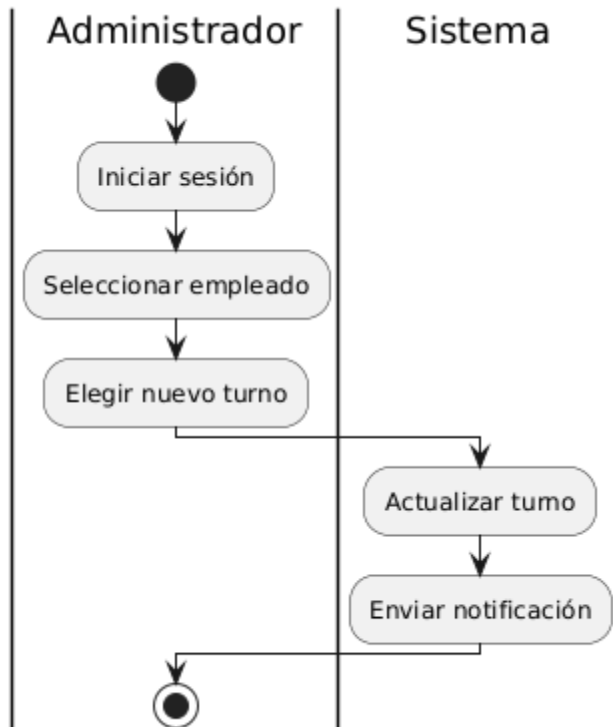 Administrador
Sistema
Iniciar sesión
Seleccionar empleado
Elegir nuevo turno
Actualizar turno
Enviar notificación